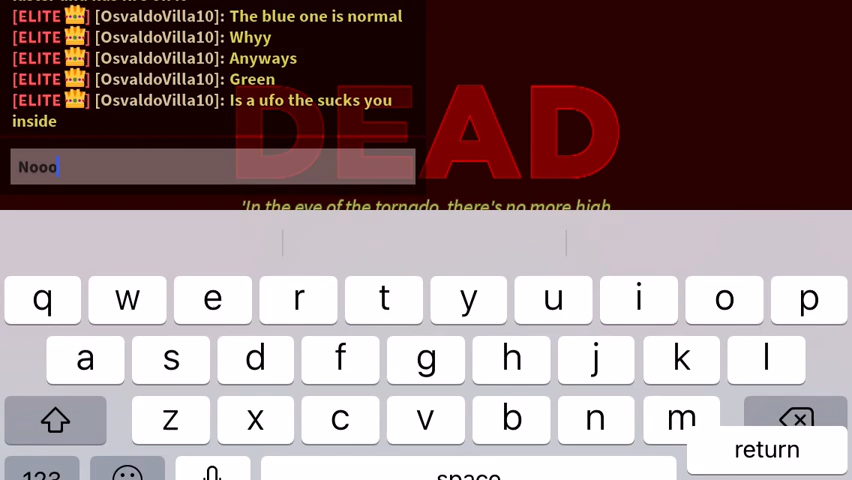 [ELITE👑] [OsvaldoVilla10]: The blue one is normal
[ELITE👑] [OsvaldoVilla10]: Whyy
[ELITE👑] [OsvaldoVilla10]: Anyways
[ELITE👑] [OsvaldoVilla10]: Green
[ELITE👑] [OsvaldoVilla10]: Is a ufo the sucks you
inside
DEAD
Nooo
'In the eye of the tornado, there's no more high
q w e r t y u i o p
a s d f g h j k l
z x c v b n m
return
123 space